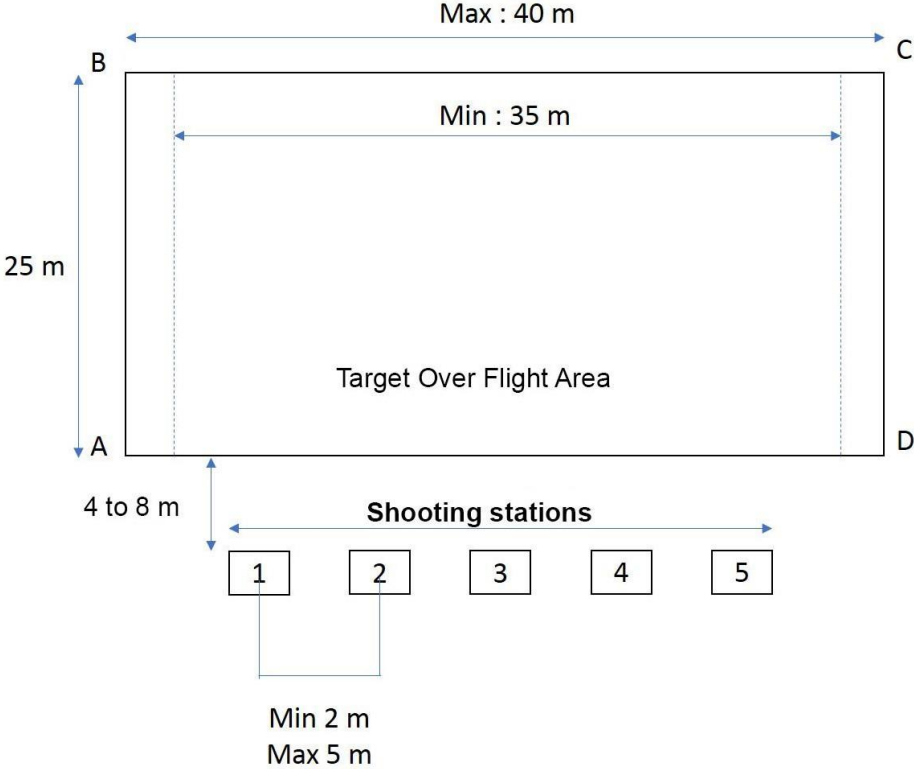 Max : 40 m
B
C
Min : 35 m
25 m
Target Over Flight Area
A
D
4 to 8 m
Shooting stations
1 2 3 4 5
Min 2 m
Max 5 m